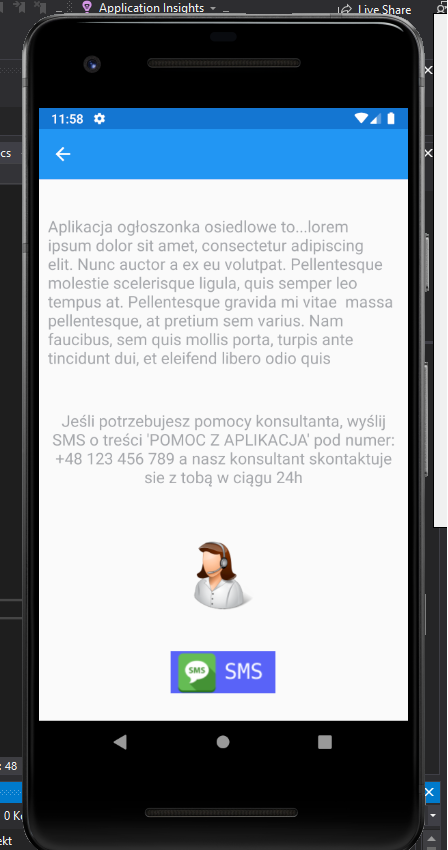 Application Insights
Live Share
11:58
cs
Aplikacja ogłoszonka osiedlowe to...lorem
ipsum dolor sit amet, consectetur adipiscing
elit. Nunc auctor a ex eu volutpat. Pellentesque
molestie scelerisque ligula, quis semper leo
tempus at. Pellentesque gravida mi vitae  massa
pellentesque, at pretium sem varius. Nam
faucibus, sem quis mollis porta, turpis ante
tincidunt dui, et eleifend libero odio quis
Jeśli potrzebujesz pomocy konsultanta, wyślij
SMS o treści 'POMOC Z APLIKACJA' pod numer:
+48 123 456 789 a nasz konsultant skontaktuje
sie z tobą w ciągu 24h
SMS
SMS
: 48
0 Ko
ekt